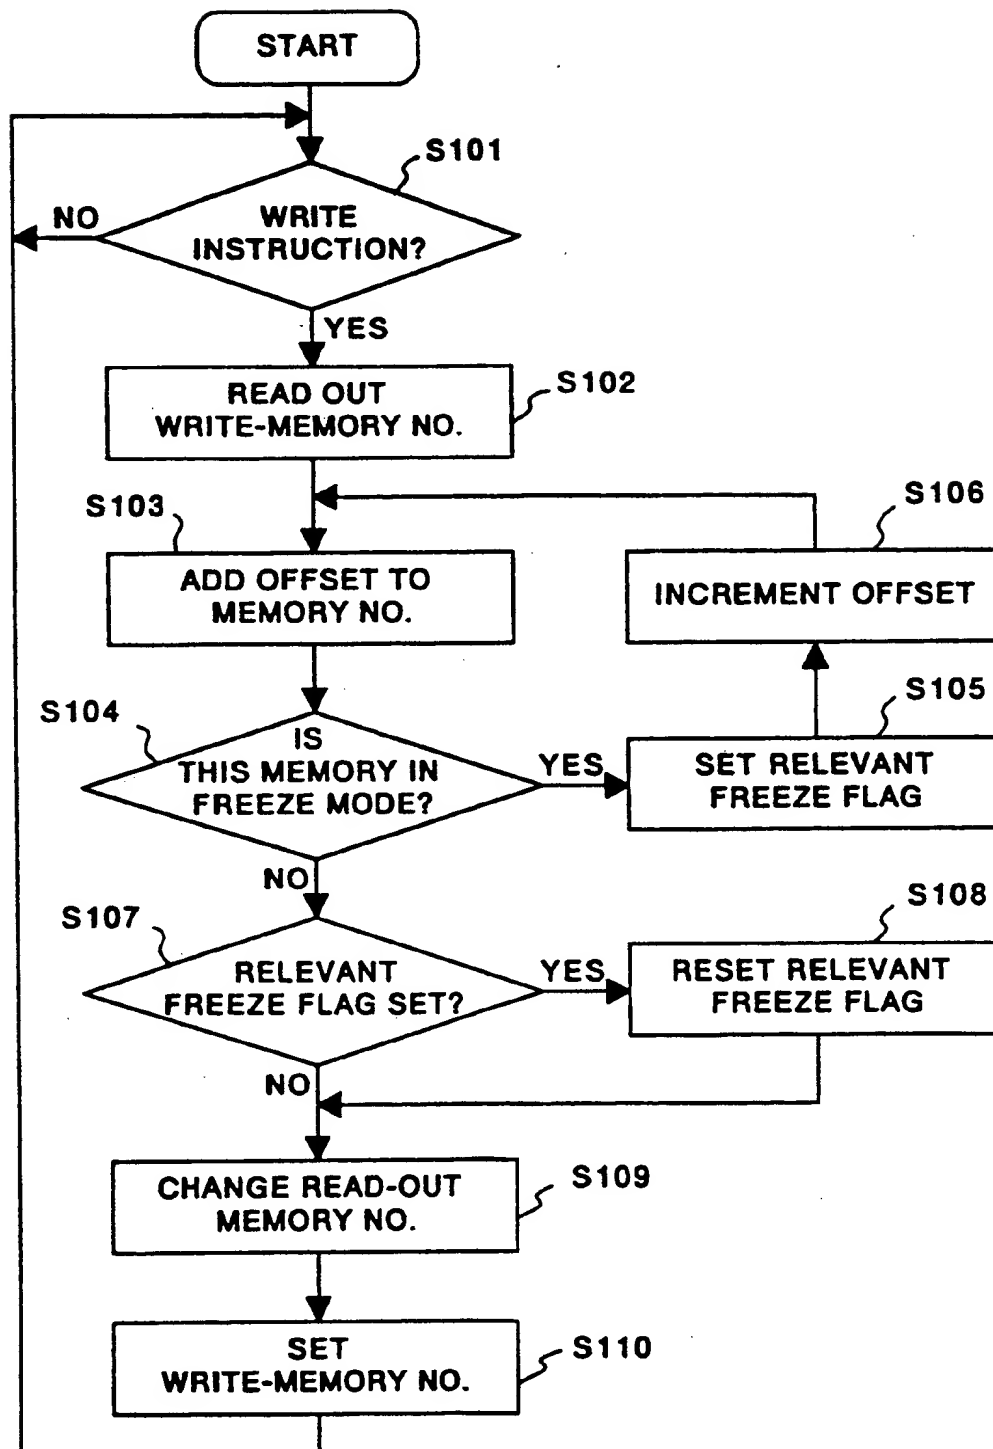 START
S101
NO
WRITE
INSTRUCTION?
YES
S102
READ OUT
WRITE-MEMORY NO.
S103
S106
ADD OFFSET TO
MEMORY NO.
INCREMENT OFFSET
S104
S105
IS
THIS MEMORY IN
FREEZE MODE?
YES
SET RELEVANT
FREEZE FLAG
NO
S107
S108
RELEVANT
FREEZE FLAG SET?
YES
RESET RELEVANT
FREEZE FLAG
NO
CHANGE READ-OUT
MEMORY NO.
S109
SET
WRITE-MEMORY NO.
S110